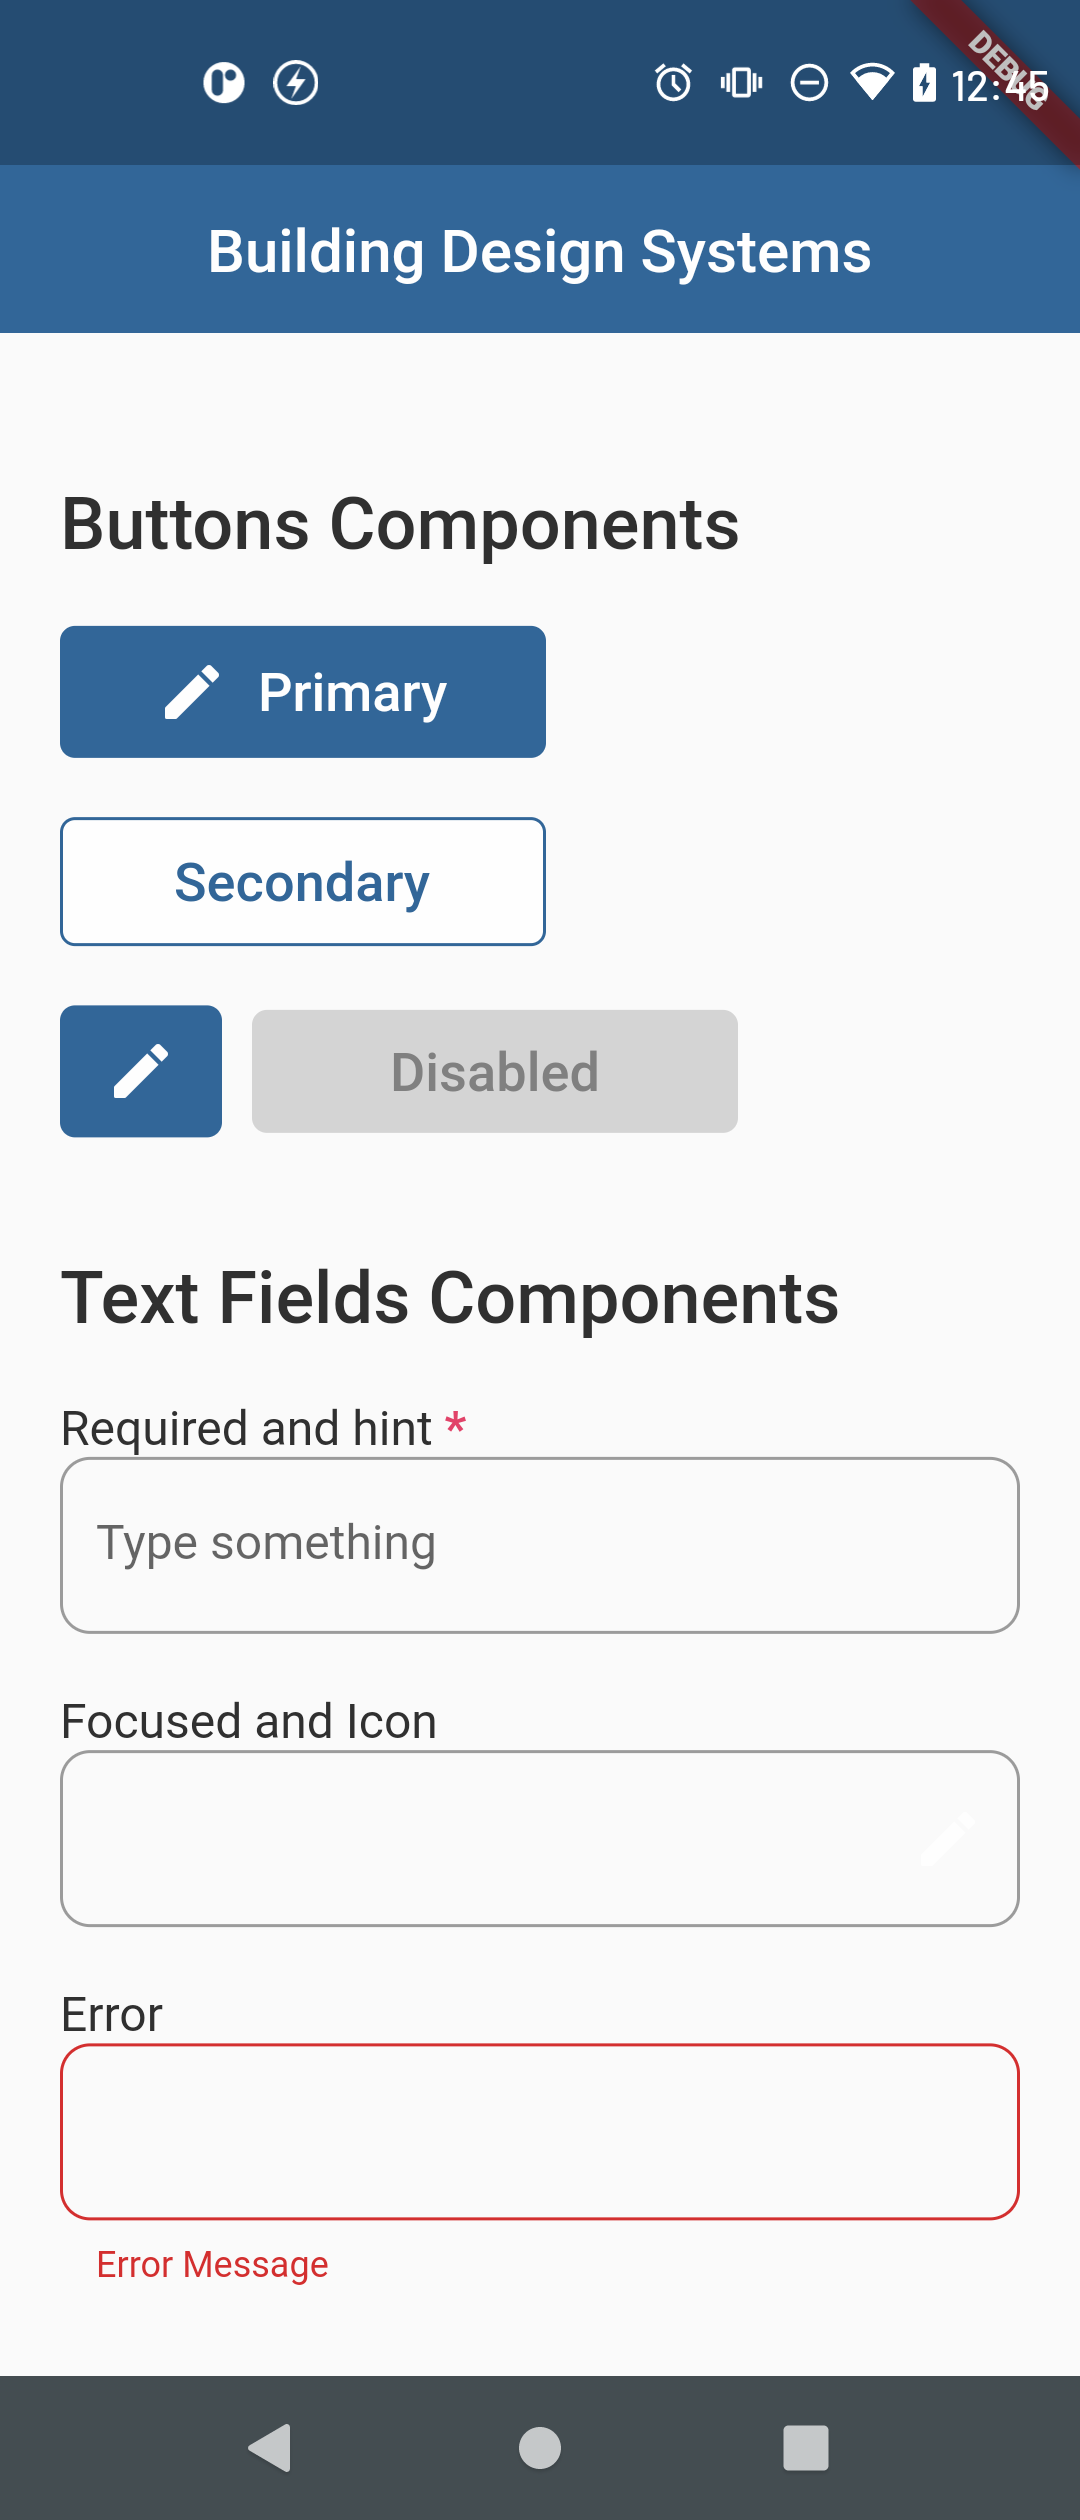 DEBUG
12:45
Building Design Systems
Buttons Components
Primary
Secondary
Disabled
Text Fields Components
Required and hint *
Type something
Focused and Icon
Error
Error Message